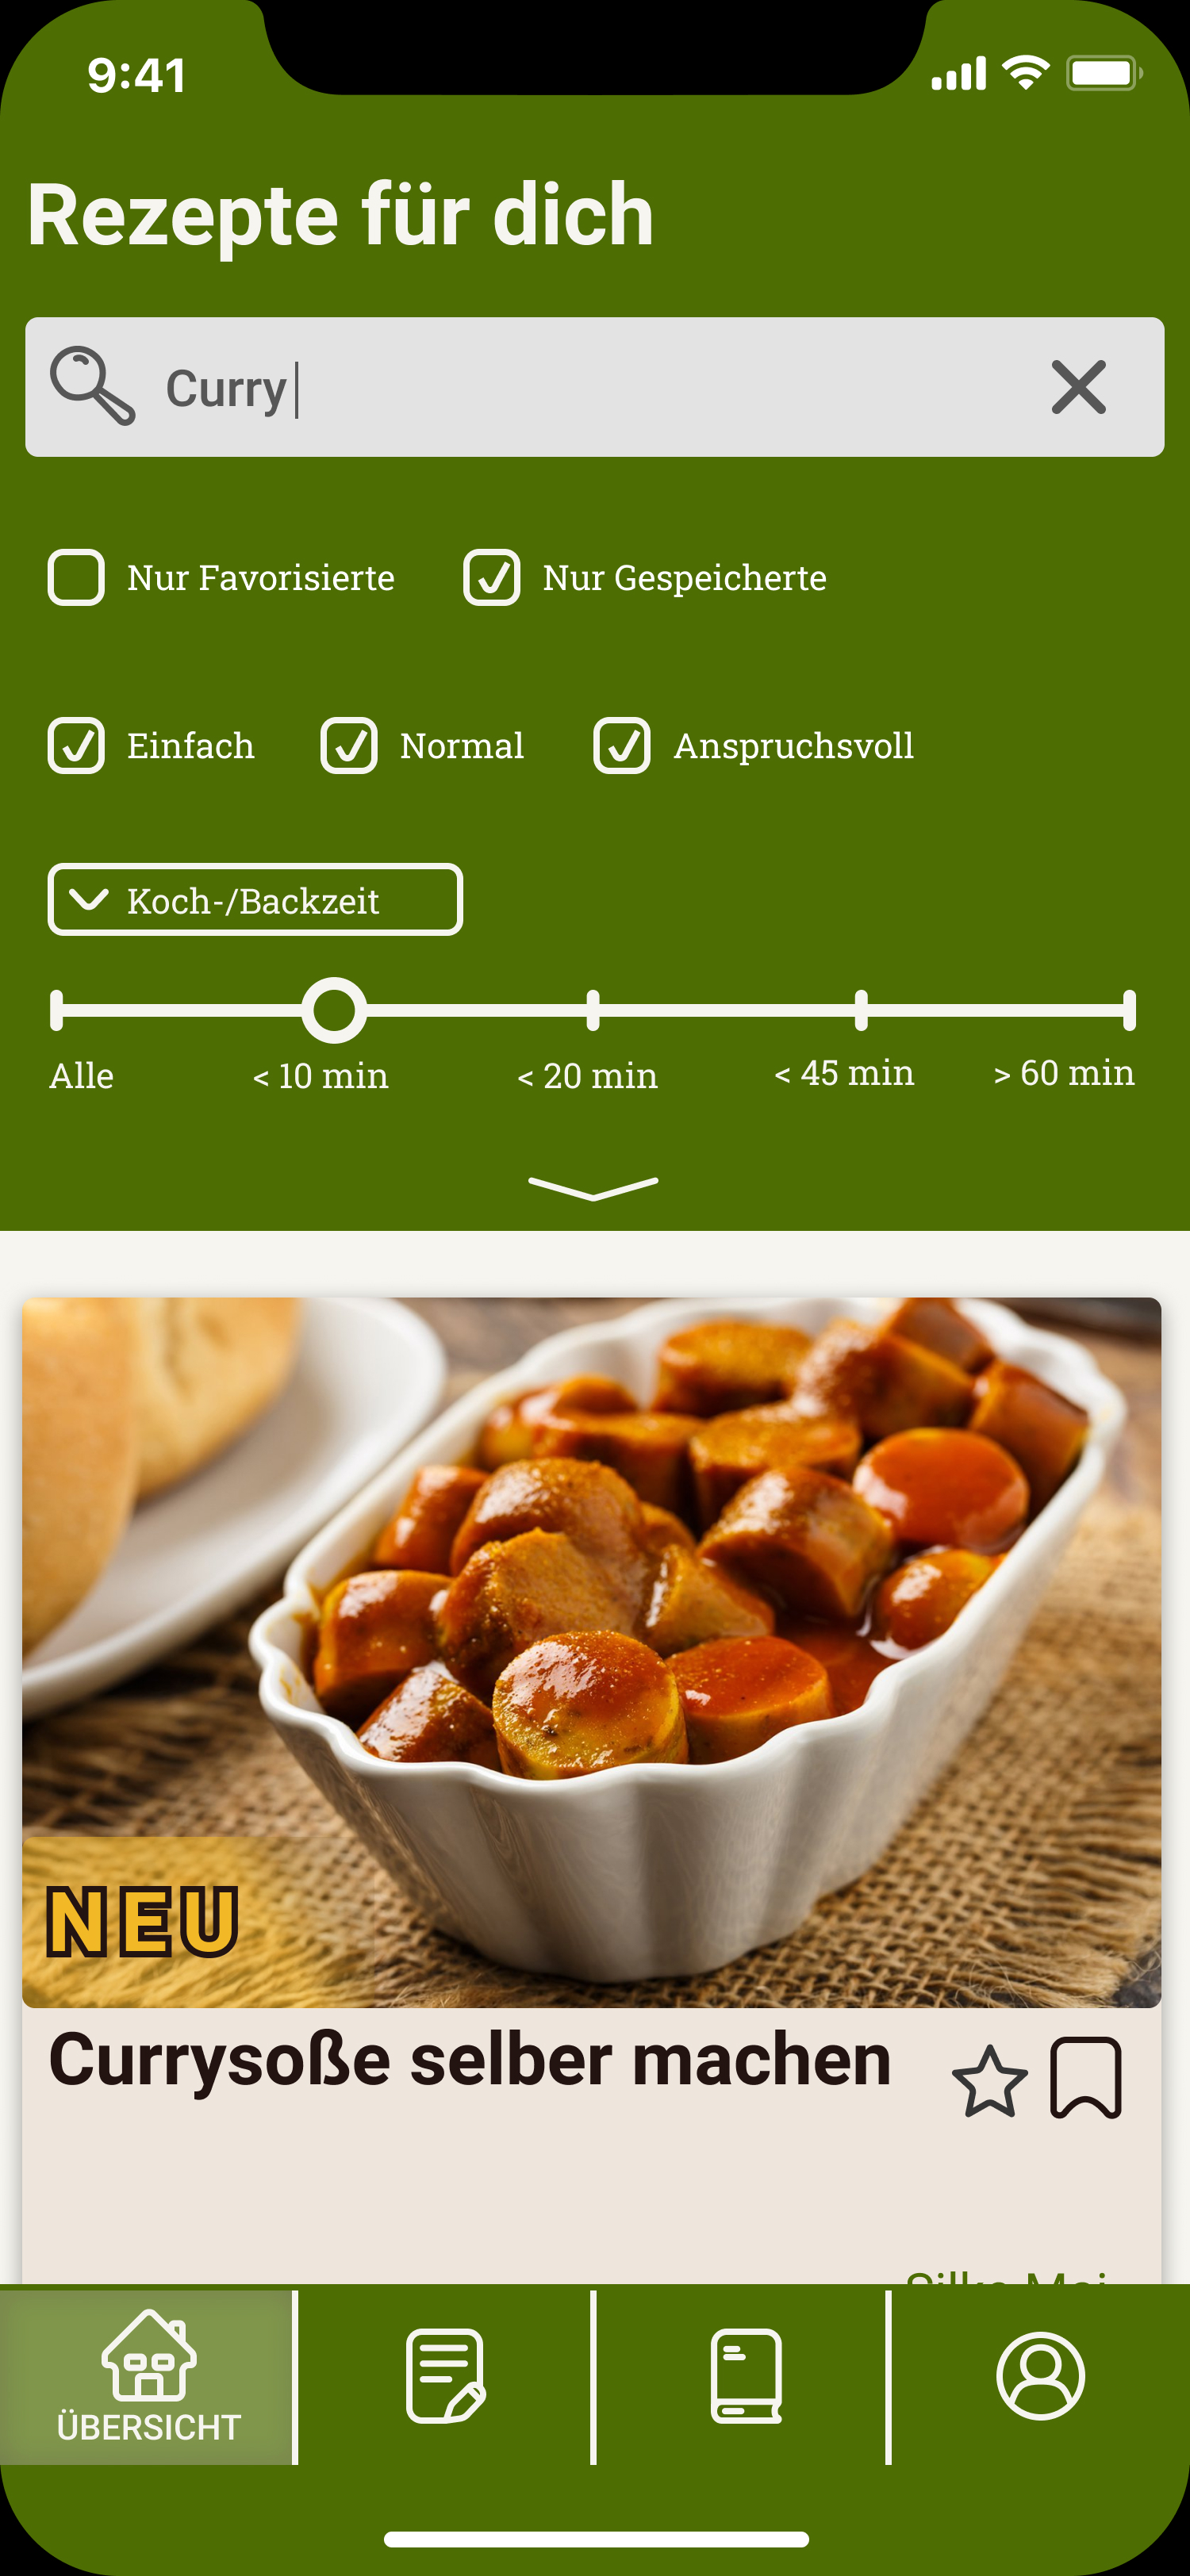 9:41
Rezepte für dich
Curry
Nur Favorisierte Nur Gespeicherte
Einfach Normal Anspruchsvoll
Koch-/Backzeit
Alle < 10 min < 20 min < 45 min > 60 min
NEU
Currysoße selber machen
ÜBERSICHT